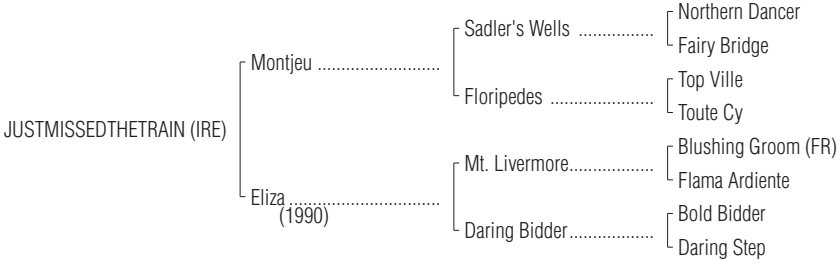 Northern Dancer
Sadler's Wells ................
Fairy Bridge
Montjeu ..........................
Top Ville
Floripedes ......................
Toute Cy
JUSTMISSEDTHETRAIN (IRE)
Blushing Groom (FR)
Mt. Livermore..................
Flama Ardiente
Eliza ................................
(1990)
Bold Bidder
Daring Bidder..................
Daring Step